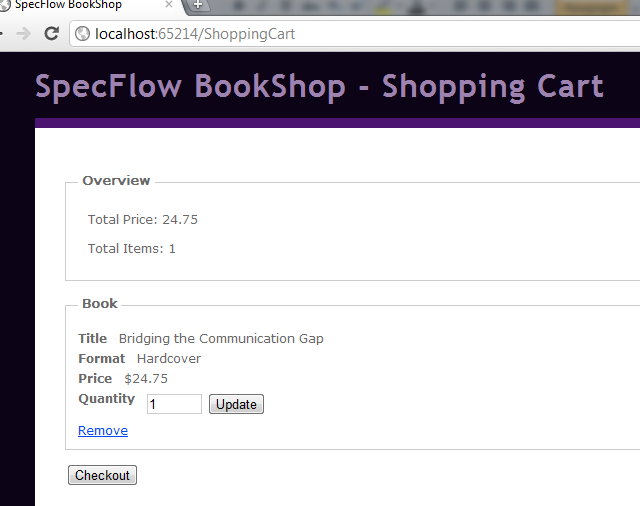 SpecFlow BookShop
localhost:65214/ShoppingCart
SpecFlow BookShop - Shopping Cart
Overview
Total Price: 24.75
Total Items: 1
Book
Title Bridging the Communication Gap
Format Hardcover
Price $24.75
Quantity 1 Update
Remove
Checkout